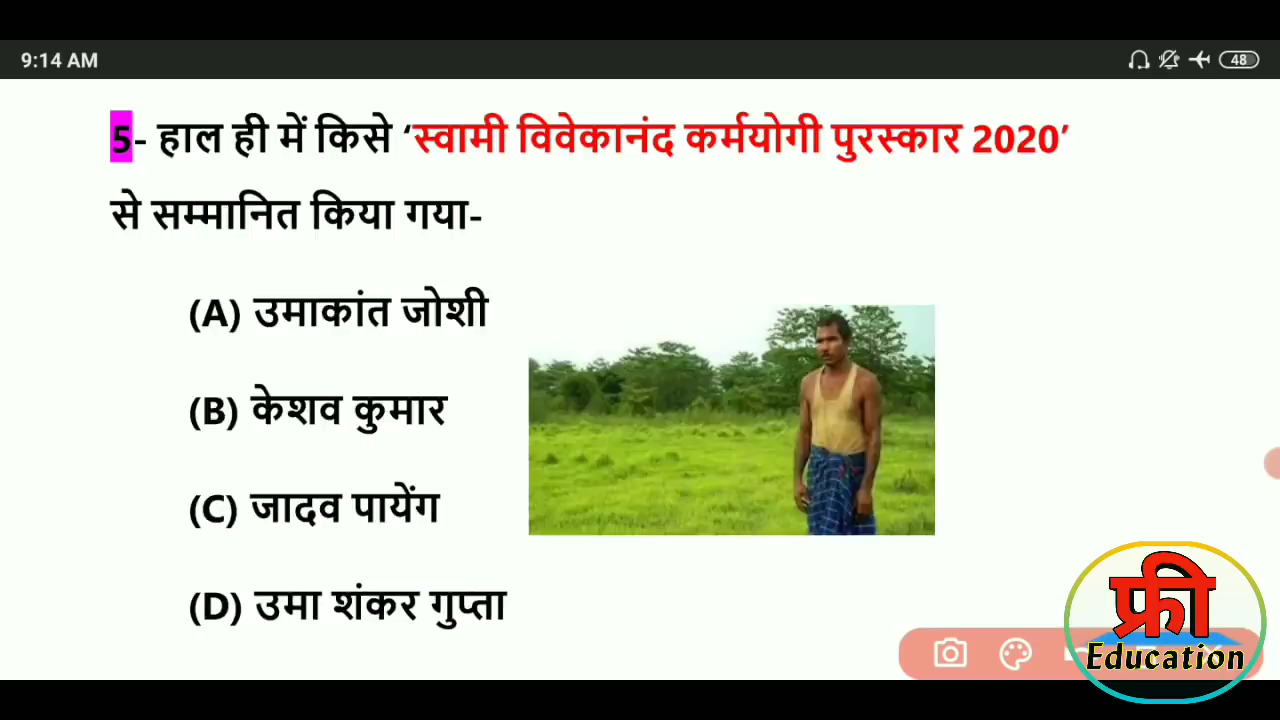 9:14 AM
48
5- हाल ही में किसे ‘स्वामी विवेकानंद कर्मयोगी पुरस्कार 2020’
से सम्मानित किया गया-
(A) उमाकांत जोशी
(B) केशव कुमार
(C) जादव पायेंग
(D) उमा शंकर गुप्ता
फ्री
Education